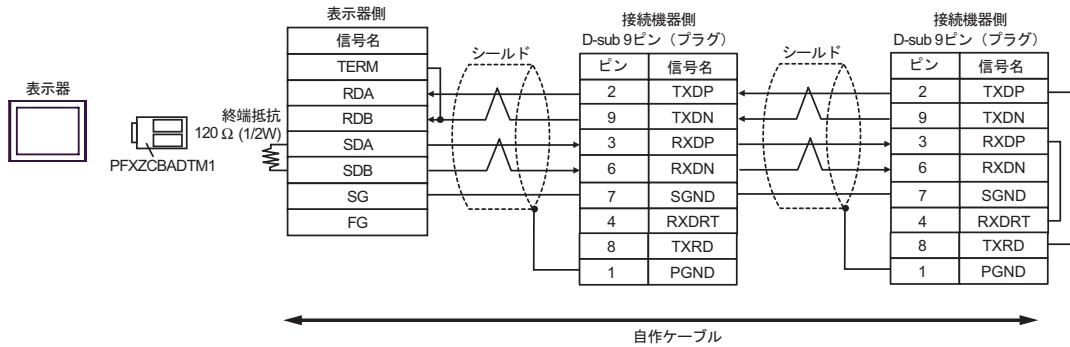 表示器
PFXZCBADTM1
終端抵抗
120 Ω (1/2W)
表示器側
信号名
TERM
RDA
RDB
SDA
SDB
SG
FG
シールド
接続機器側
D-sub 9ピン（プラグ）
ピン 信号名
2 TXDP
9 TXDN
3 RXDP
6 RXDN
7 SGND
4 RXDRT
8 TXRD
1 PGND
シールド
接続機器側
D-sub 9ピン（プラグ）
ピン 信号名
2 TXDP
9 TXDN
3 RXDP
6 RXDN
7 SGND
4 RXDRT
8 TXRD
1 PGND
自作ケーブル